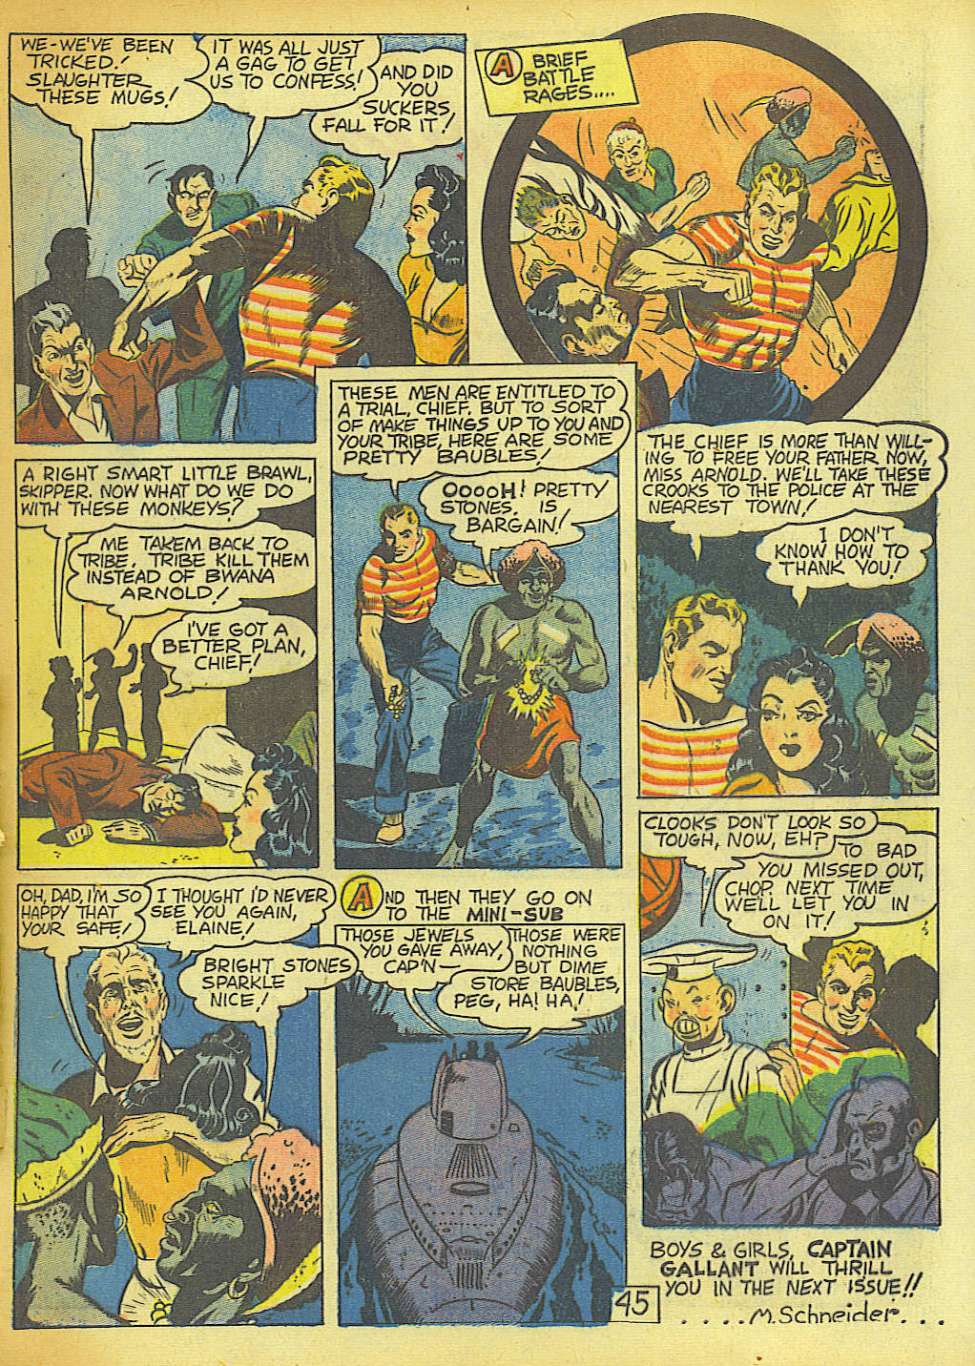 WE-WE'VE BEEN
TRICKED!
SLAUGHTER
THESE MUGS!
IT WAS ALL JUST
A GAG TO GET
US TO CONFESS!
AND DID
YOU
SUCKERS,
FALL FOR IT!
A BRIEF
BATTLE
RAGES....
A RIGHT SMART LITTLE BRAWL,
SKIPPER. NOW WHAT DO WE DO
WITH THESE MONKEYS?
ME TAKEM BACK TO
TRIBE. TRIBE KILL THEM
INSTEAD OF BWANA
ARNOLD!
I'VE GOT A
BETTER PLAN,
CHIEF!
THESE MEN ARE ENTITLED TO
A TRIAL, CHIEF. BUT TO SORT
OF MAKE THINGS UP TO YOU AND
YOUR TRIBE, HERE ARE SOME
PRETTY BAUBLES!
OOOOH! PRETTY
STONES. IS
BARGAIN!
THE CHIEF IS MORE THAN WILL-
ING TO FREE YOUR FATHER NOW,
MISS ARNOLD. WE'LL TAKE THESE
CROOKS TO THE POLICE AT THE
NEAREST TOWN!
I DON'T
KNOW HOW TO
THANK YOU!
OH, DAD, I'M SO
HAPPY THAT
YOUR SAFE!
I THOUGHT I'D NEVER
SEE YOU AGAIN,
ELAINE!
BRIGHT STONES
SPARKLE
NICE!
AND THEN THEY GO ON
TO THE MINI-SUB
THOSE JEWELS
YOU GAVE AWAY,
CAP'N—
THOSE WERE
NOTHING
BUT DIME
STORE BAUBLES,
PEG, HA! HA!
CLOOKS DON'T LOOK SO
TOUGH, NOW, EH?
TO BAD
YOU MISSED OUT,
CHOP. NEXT TIME
WE'LL LET YOU IN
ON IT!
BOYS & GIRLS, CAPTAIN
GALLANT WILL THRILL
YOU IN THE NEXT ISSUE!!
45
....M.Schneider...